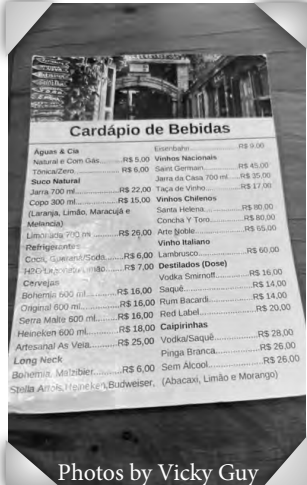 Cardápio de Bebidas
Águas & Cia
Natural e Com Gás......R$ 5,00
Tônica/Zero......R$ 6,00
Suco Natural
Jarra 700 ml......R$ 22,00
Copo 300 ml......R$ 15,00
(Laranja, Limão, Maracujá e
Melancia)
Limonada 700 ml......R$ 26,00
Refrigerantes
Coca, Guaraná/Soda......R$ 6,00
Limão......R$ 7,00
Cervejas
Bohemia 600 ml......R$ 16,00
Original 600 ml......R$ 16,00
Serra Malte 600 ml......R$ 16,00
Heineken 600 ml......R$ 18,00
Artesanal As Veia......R$ 25,00
Long Neck
Bohemia, Malzbier......R$ 6,00
Stella Artois,Heineken,Budweiser,
Eisenbahn......R$ 9,00
Vinhos Nacionais
Saint Germain......R$ 45,00
Jarra da Casa 700 ml....R$ 35,00
Taça de Vinho......R$ 17,00
Vinhos Chilenos
Santa Helena......R$ 80,00
Concha Y Toro......R$ 80,00
Arte Noble......R$ 65,00
Vinho Italiano
Lambrusco......R$ 60,00
Destilados (Dose)
Vodka Smirnoff......R$ 16,00
Saquê......R$ 14,00
Rum Bacardi......R$ 14,00
Red Label......R$ 20,00
Caipirinhas
Vodka/Saquê......R$ 28,00
Pinga Branca......R$ 26,00
Sem Álcool......R$ 26,00
(Abacaxi, Limão e Morango)
Photos by Vicky Guy